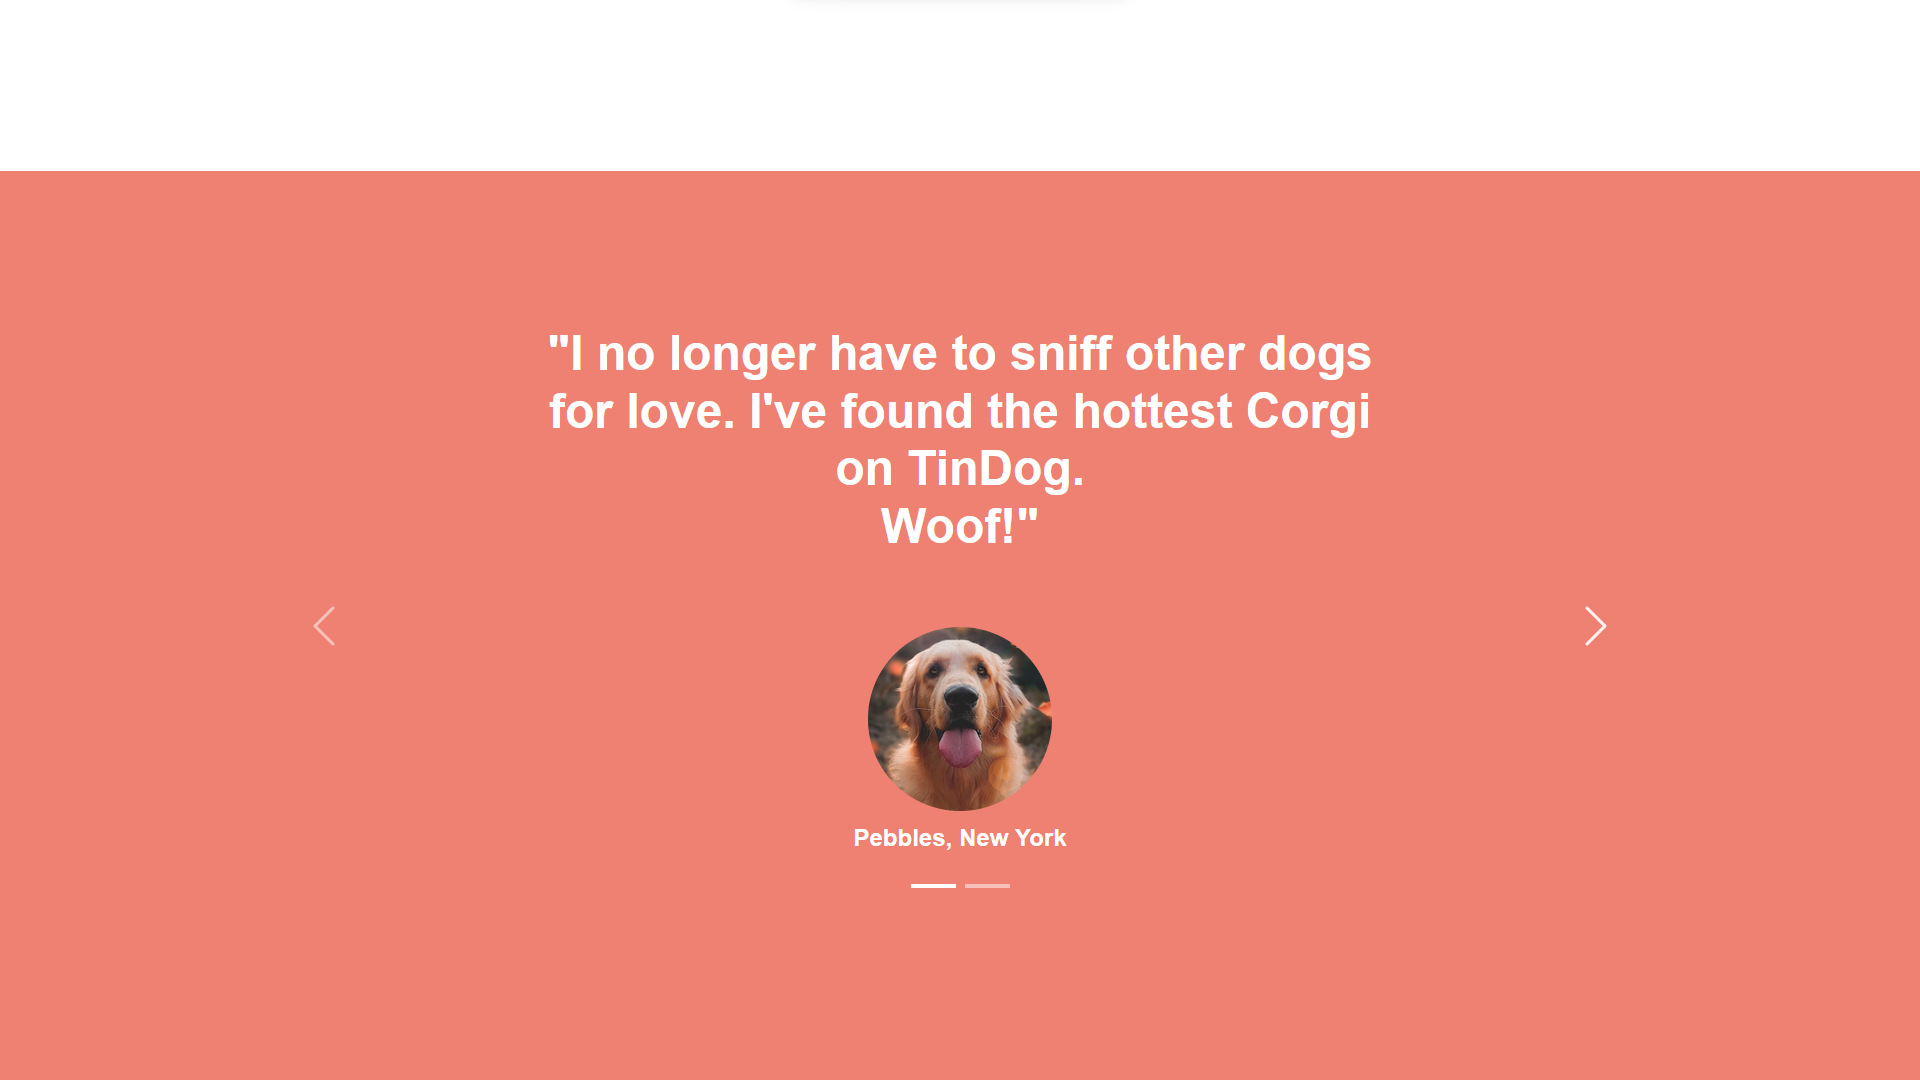 "I no longer have to sniff other dogs
for love. I've found the hottest Corgi
on TinDog.
Woof!"
Pebbles, New York